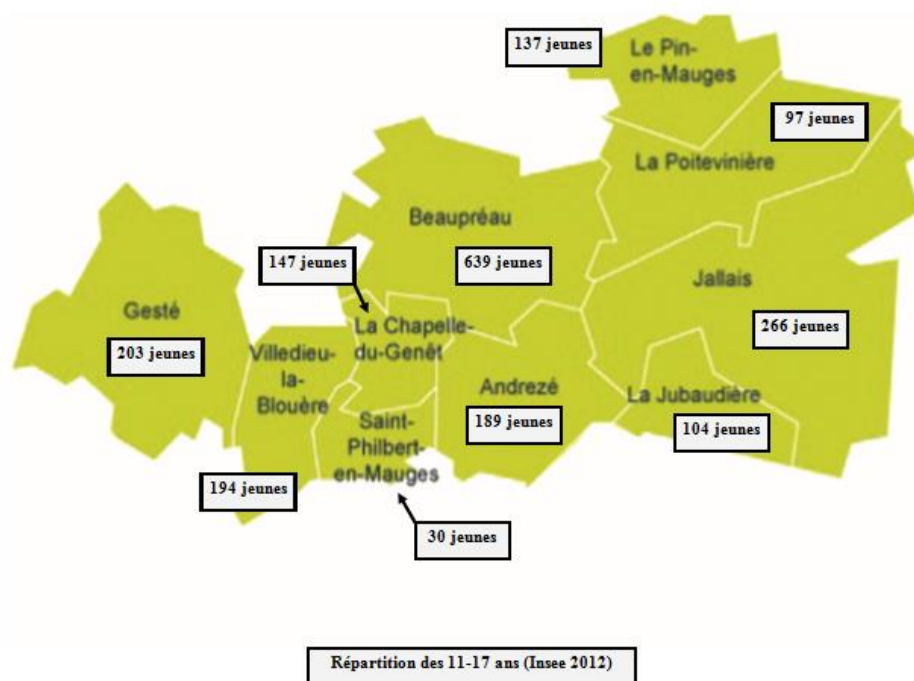 137 jeunes
Le Pin-
en-Mauges
97 jeunes
La Poitevinière
Beaupréau
639 jeunes
147 jeunes
Jallais
266 jeunes
Gesté
203 jeunes
La Chapelle-
du-Genêt
Villedieu-
la-
Blouère
194 jeunes
Andrezé
189 jeunes
La Jubaudière
104 jeunes
Saint-
Philbert-
en-Mauges
30 jeunes
Répartition des 11-17 ans (Insee 2012)